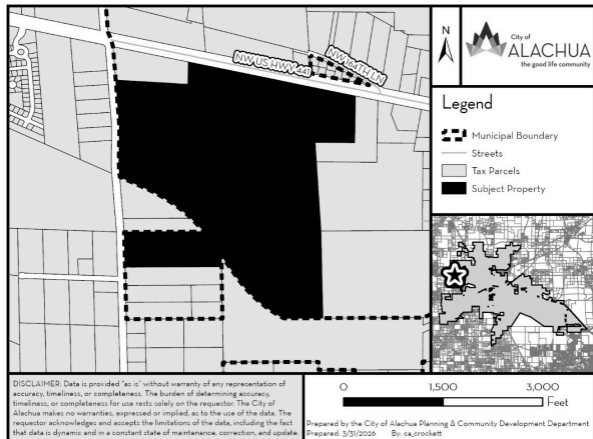 NW US HWY 441
NW 164TH LN
N
City of
ALACHUA
the good life community
Legend
Municipal Boundary
Streets
Tax Parcels
Subject Property
DISCLAIMER: Data is provided "as is" without warranty of any representation of
accuracy, timeliness, or completeness. The burden of determining accuracy,
timeliness, or completeness for use rests solely on the requestor. The City of
Alachua makes no warranties, expressed or implied, as to the use of the data. The
requestor acknowledges and accepts the limitations of the data, including the fact
that data is dynamic and in a constant state of maintenance, correction, and update
0 1,500 3,000
Feet
Prepared by the City of Alachua Planning & Community Development Department
Prepared: 3/31/2026 By: ca_crockett